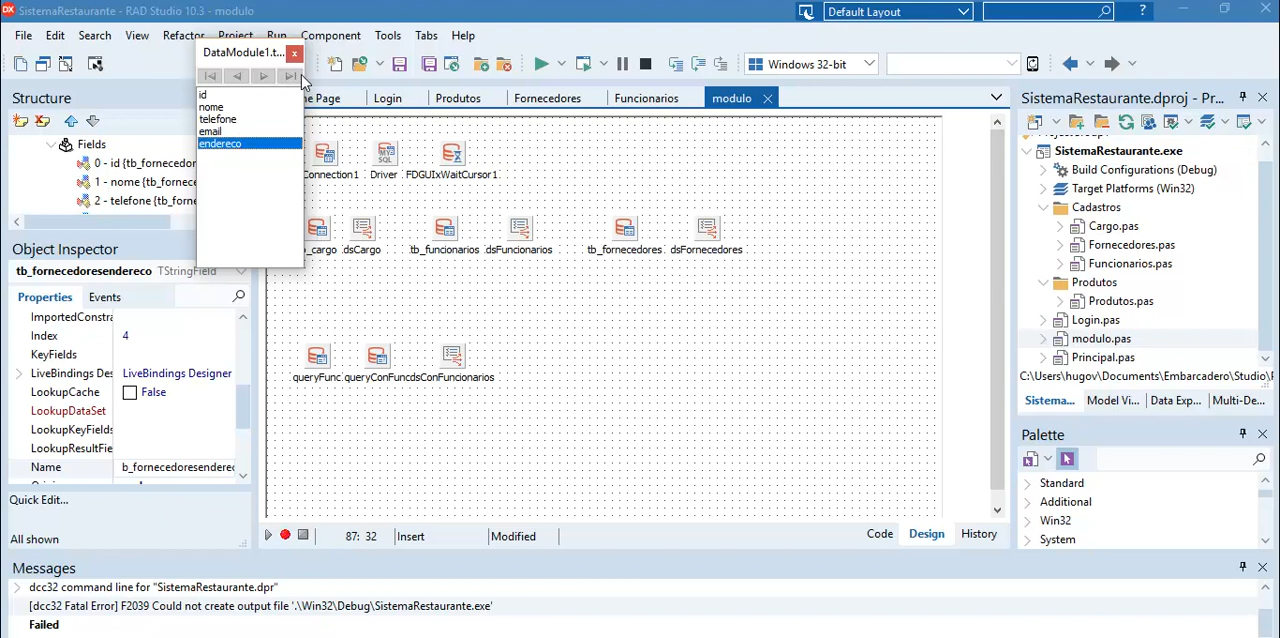 SistemaRestaurante - RAD Studio 10.3 - modulo
Default Layout
?
File Edit Search View Refactor Project Run Component Tools Tabs Help
DataModule1.t...
Windows 32-bit
Structure
Fields
0 - id {tb_fornecedor
1 - nome {tb_fornece
2 - telefone {tb_forne
id
nome
telefone
email
endereco
Page Login Produtos Fornecedores Funcionarios modulo
Connection1 Driver FDGUIxWaitCursor1
_cargo dsCargo tb_funcionarios dsFuncionarios tb_fornecedores dsFornecedores
queryFunc queryConFunc dsConFuncionarios
Object Inspector
tb_fornecedoresendereco TStringField
Properties Events
ImportedConstra
Index 4
KeyFields
LiveBindings Des LiveBindings Designer
LookupCache False
LookupDataSet
LookupKeyFields
LookupResultFie
Name b_fornecedoresenderec
Quick Edit...
All shown
87: 32 Insert Modified
Code Design History
SistemaRestaurante.dproj - Pr...
SistemaRestaurante.exe
Build Configurations (Debug)
Target Platforms (Win32)
Cadastros
Cargo.pas
Fornecedores.pas
Funcionarios.pas
Produtos
Produtos.pas
Login.pas
modulo.pas
Principal.pas
C:\Users\hugov\Documents\Embarcadero\Studio\F
Sistema... Model Vi... Data Exp... Multi-De...
Palette
Standard
Additional
Win32
System
Messages
dcc32 command line for "SistemaRestaurante.dpr"
[dcc32 Fatal Error] F2039 Could not create output file '.\Win32\Debug\SistemaRestaurante.exe'
Failed